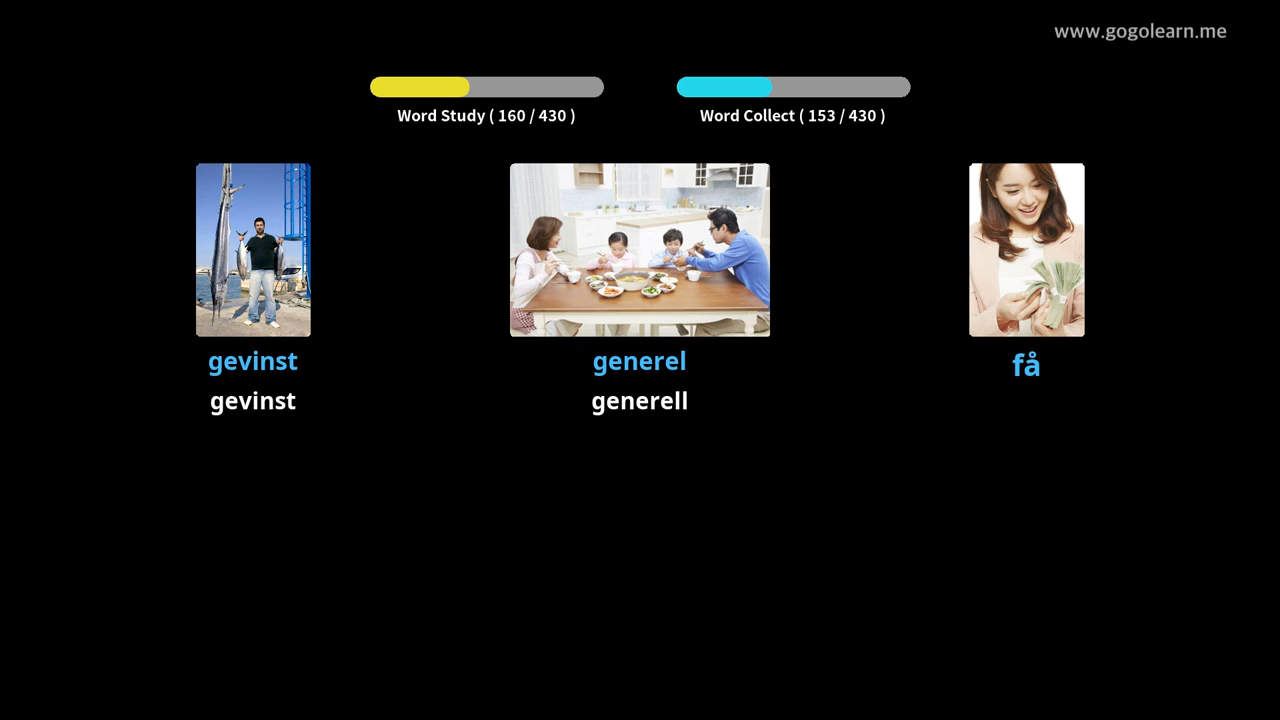 www.gogolearn.me
Word Study ( 160 / 430 )
Word Collect ( 153 / 430 )
gevinst
generel
få
gevinst
generell